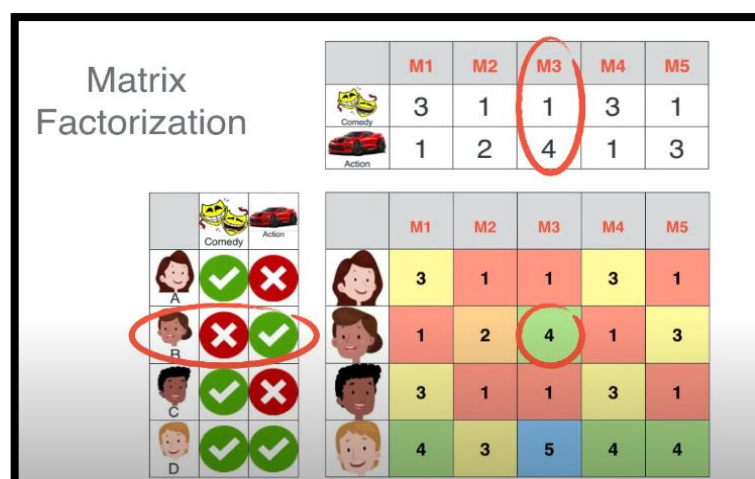 Matrix
Factorization
M1 M2 M3 M4 M5
Comedy 3 1 1 3 1
Action 1 2 4 1 3
Comedy Action
A
B
C
D
M1 M2 M3 M4 M5
3 1 1 3 1
1 2 4 1 3
3 1 1 3 1
4 3 5 4 4